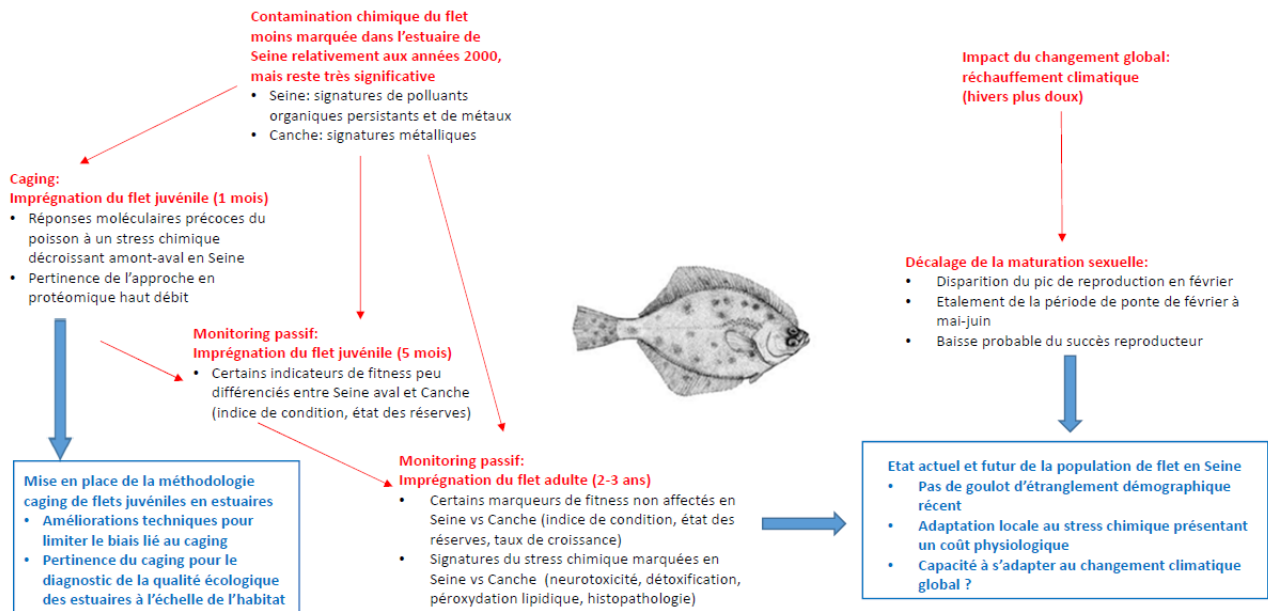 Contamination chimique du flet
moins marquée dans l'estuaire de
Seine relativement aux années 2000,
mais reste très significative
• Seine: signatures de polluants
organiques persistants et de métaux
• Canche: signatures métalliques
Impact du changement global:
réchauffement climatique
(hivers plus doux)
Caging:
Imprégnation du flet juvénile (1 mois)
• Réponses moléculaires précoces du
poisson à un stress chimique
décroissant amont-aval en Seine
• Pertinence de l'approche en
protéomique haut débit
Monitoring passif:
Imprégnation du flet juvénile (5 mois)
• Certains indicateurs de fitness peu
différenciés entre Seine aval et Canche
(indice de condition, état des réserves)
Décalage de la maturation sexuelle:
• Disparition du pic de reproduction en février
• Etalement de la période de ponte de février à
mai-juin
• Baisse probable du succès reproducteur
Mise en place de la méthodologie
caging de flets juvéniles en estuaires
• Améliorations techniques pour
limiter le biais lié au caging
• Pertinence du caging pour le
diagnostic de la qualité écologique
des estuaires à l'échelle de l'habitat
Monitoring passif:
Imprégnation du flet adulte (2-3 ans)
• Certains marqueurs de fitness non affectés en
Seine vs Canche (indice de condition, état des
réserves, taux de croissance)
• Signatures du stress chimique marquées en
Seine vs Canche (neurotoxicité, détoxification,
péroxydation lipidique, histopathologie)
Etat actuel et futur de la population de flet en Seine
• Pas de goulot d'étranglement démographique
récent
• Adaptation locale au stress chimique présentant
un coût physiologique
• Capacité à s'adapter au changement climatique
global ?